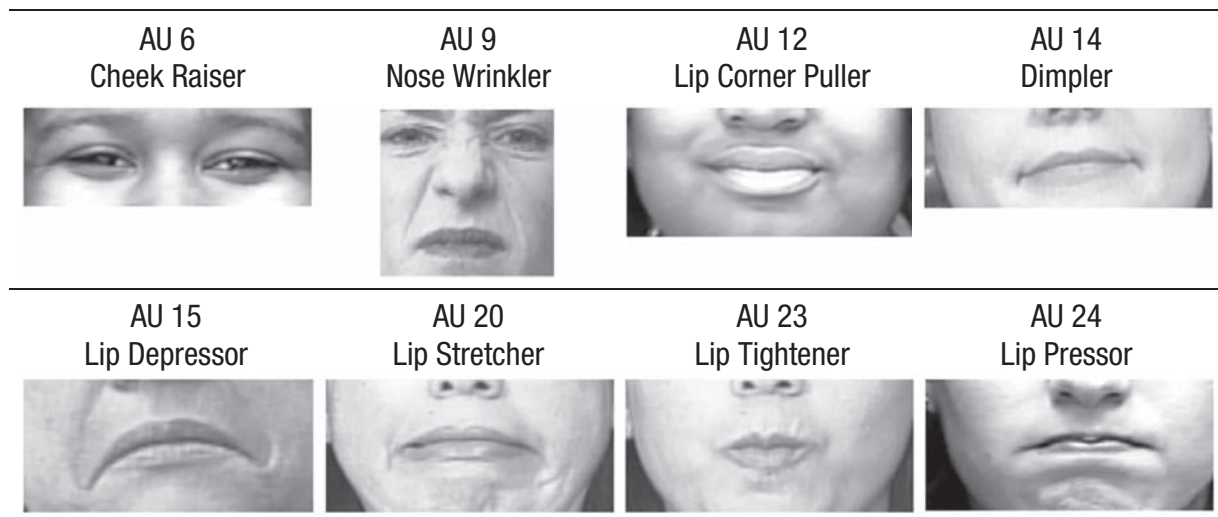 AU 6
Cheek Raiser
AU 9
Nose Wrinkler
AU 12
Lip Corner Puller
AU 14
Dimpler
AU 15
Lip Depressor
AU 20
Lip Stretcher
AU 23
Lip Tightener
AU 24
Lip Pressor